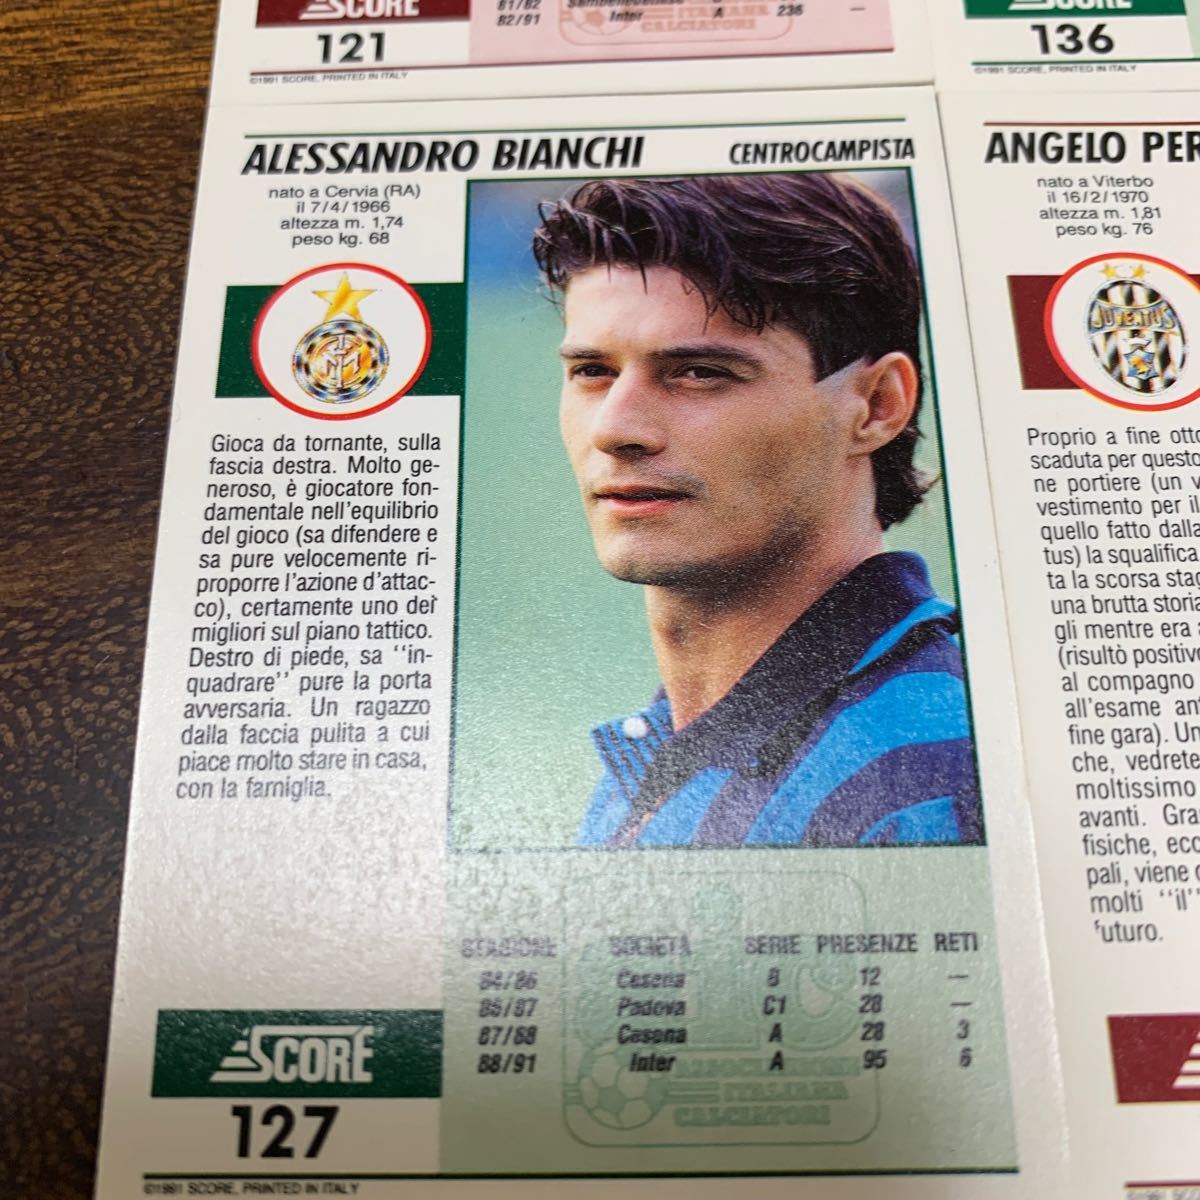 SCORE
121
©1991 SCORE, PRINTED IN ITALY
81/82
82/91 Inter A 236 —
ITALIANA
CALCIATORI
SCORE
136
©1991 SCORE, PRINTED IN ITALY
ALESSANDRO BIANCHI CENTROCAMPISTA
nato a Cervia (RA)
il 7/4/1966
altezza m. 1,74
peso kg. 68
Gioca da tornante, sulla
fascia destra. Molto ge-
neroso, è giocatore fon-
damentale nell'equilibrio
del gioco (sa difendere e
sa pure velocemente ri-
proporre l'azione d'attac-
co), certamente uno dei
migliori sul piano tattico.
Destro di piede, sa "in-
quadrare" pure la porta
avversaria. Un ragazzo
dalla faccia pulita a cui
piace molto stare in casa,
con la famiglia.
STAGIONE SOCIETÀ SERIE PRESENZE RETI
84/86 Cesena B 12 —
86/87 Padova C1 28 —
87/88 Cesena A 28 3
88/91 Inter A 95 6
ASSOCIAZIONE
ITALIANA
CALCIATORI
SCORE
127
©1991 SCORE, PRINTED IN ITALY
ANGELO PER
nato a Viterbo
il 16/2/1970
altezza m. 1,81
peso kg. 76
JUVENTUS
Proprio a fine otto
scaduta per questo
ne portiere (un v
vestimento per il
quello fatto dalla
tus) la squalifica
ta la scorsa stag
una brutta storia
gli mentre era a
(risultò positivo
al compagno
all'esame ant
fine gara). Un
che, vedrete
moltissimo
avanti. Gra
fisiche, ecc
pali, viene c
molti "il"
futuro.